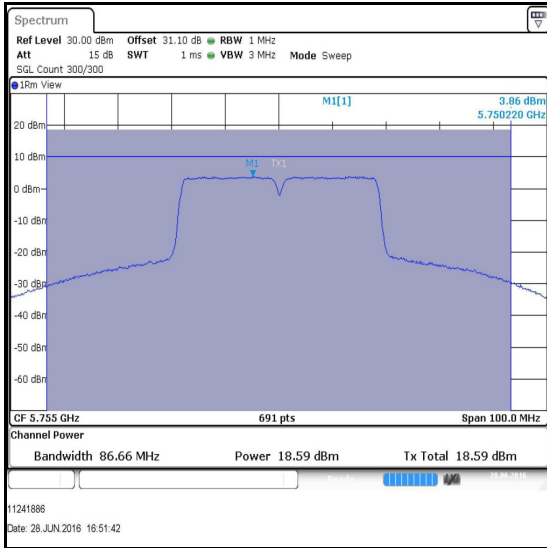 Spectrum
Ref Level 30.00 dBm Offset 31.10 dB RBW 1 MHz
Att 15 dB SWT 1 ms VBW 3 MHz Mode Sweep
SGL Count 300/300
1Rm View
M1[1] 3.86 dBm
5.750220 GHz
20 dBm
10 dBm
M1 TX1
0 dBm
-10 dBm
-20 dBm
-30 dBm
-40 dBm
-50 dBm
-60 dBm
CF 5.755 GHz 691 pts Span 100.0 MHz
Channel Power
Bandwidth 86.66 MHz Power 18.59 dBm Tx Total 18.59 dBm
11241886
Date: 28.JUN.2016 16:51:42